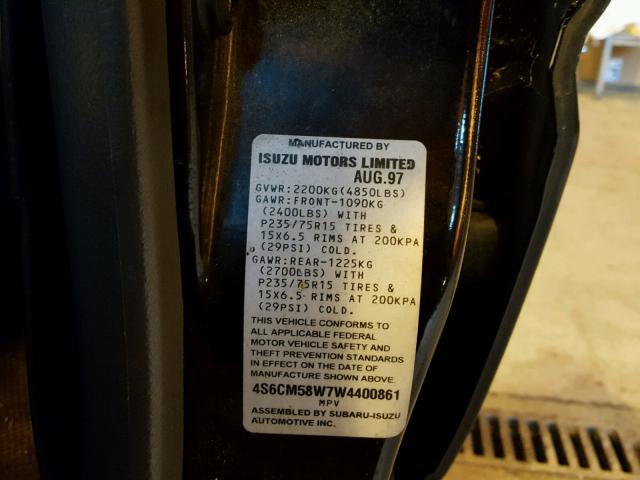 MANUFACTURED BY
ISUZU MOTORS LIMITED
AUG.97
GVWR:2200KG(4850LBS)
GAWR:FRONT-1090KG
(2400LBS) WITH
P235/75R15 TIRES &
15X6.5 RIMS AT 200KPA
(29PSI) COLD.
GAWR:REAR-1225KG
(2700LBS) WITH
P235/75R15 TIRES &
15X6.5 RIMS AT 200KPA
(29PSI) COLD.
THIS VEHICLE CONFORMS TO
ALL APPLICABLE FEDERAL
MOTOR VEHICLE SAFETY AND
THEFT PREVENTION STANDARDS
IN EFFECT ON THE DATE OF
MANUFACTURE SHOWN ABOVE.
4S6CM58W7W4400861
MPV
ASSEMBLED BY SUBARU-ISUZU
AUTOMOTIVE INC.